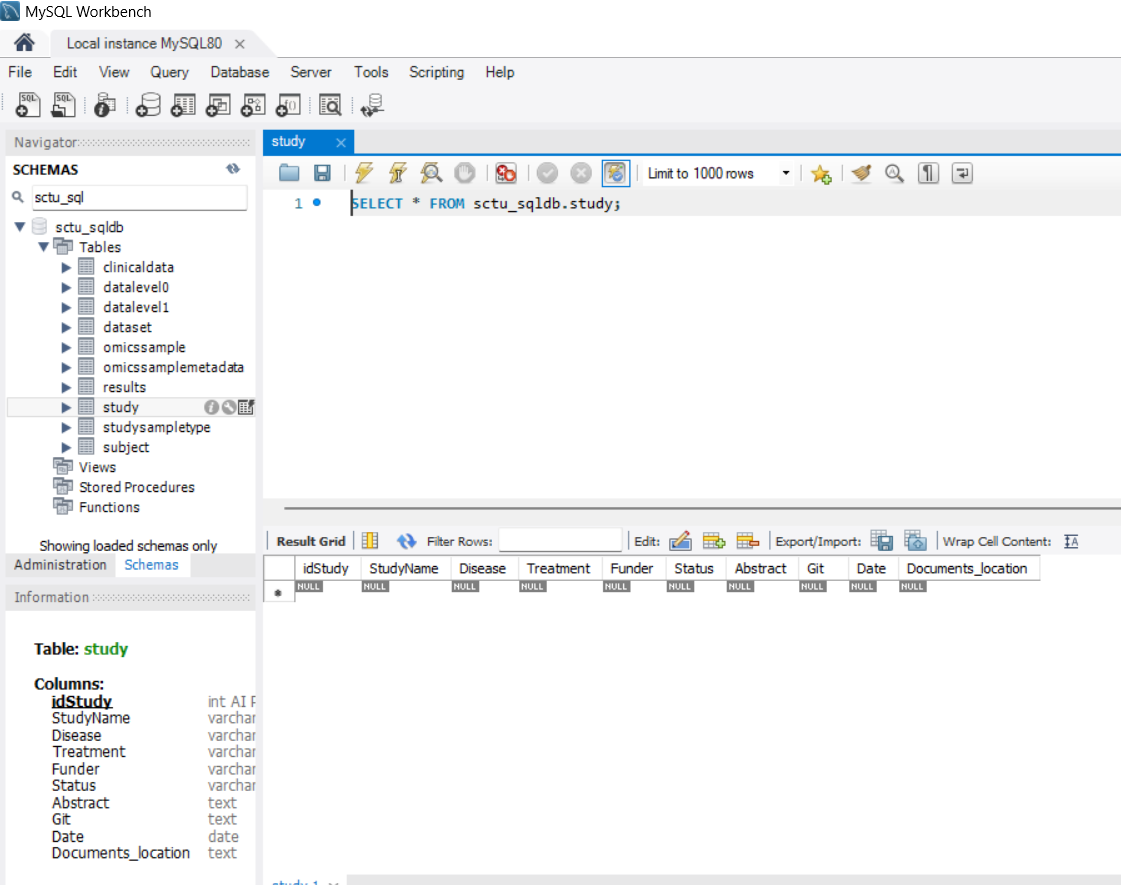 MySQL Workbench
Local instance MySQL80
File Edit View Query Database Server Tools Scripting Help
SQL SQL
Navigator
SCHEMAS
sctu_sql
sctu_sqldb
Tables
clinicaldata
datalevel0
datalevel1
dataset
omicssample
omicssamplemetadata
results
study
studysampletype
subject
Views
Stored Procedures
Functions
Showing loaded schemas only
Administration Schemas
Information
Table: study
Columns:
idStudy int AI P
StudyName varchar
Disease varchar
Treatment varchar
Funder varchar
Status varchar
Abstract text
Git text
Date date
Documents_location text
study
Limit to 1000 rows
1 SELECT * FROM sctu_sqldb.study;
Result Grid Filter Rows: Edit: Export/Import: Wrap Cell Content:
idStudy StudyName Disease Treatment Funder Status Abstract Git Date Documents_location
NULL NULL NULL NULL NULL NULL NULL NULL NULL NULL
study 1